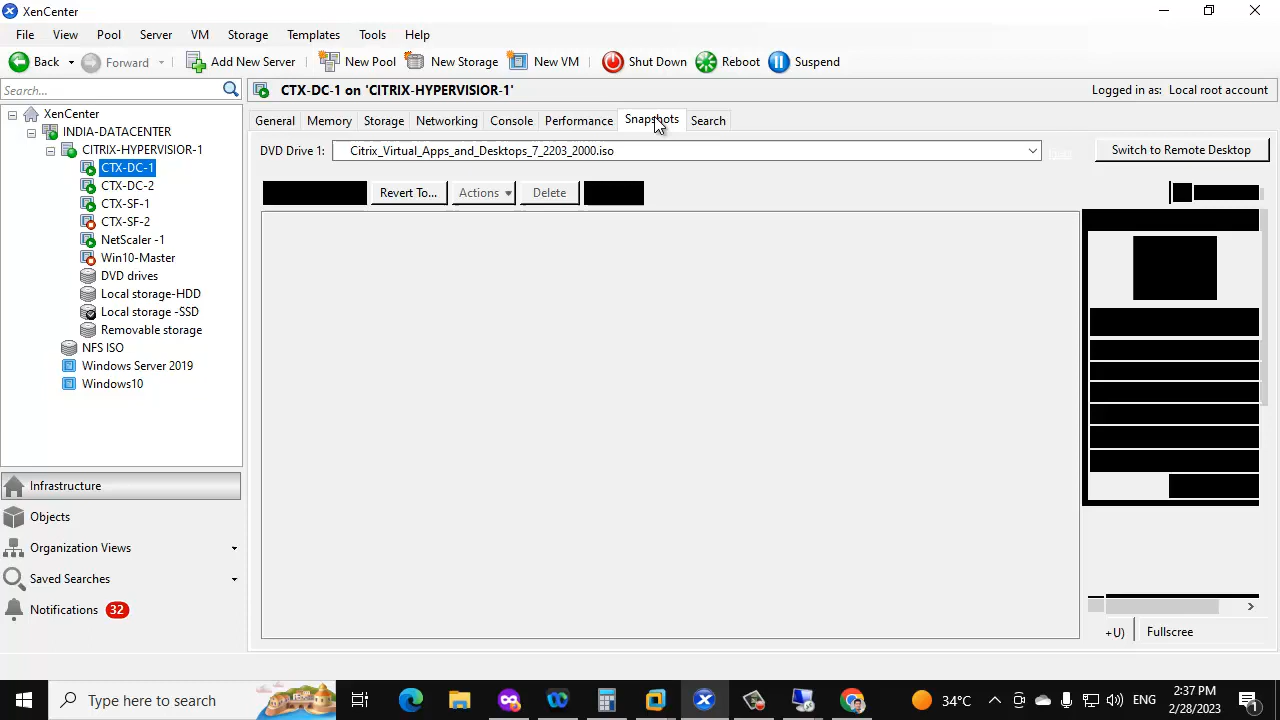 XenCenter
File View Pool Server VM Storage Templates Tools Help
Back Forward Add New Server New Pool New Storage New VM Shut Down Reboot Suspend
Search...
CTX-DC-1 on 'CITRIX-HYPERVISIOR-1'
Logged in as: Local root account
XenCenter
INDIA-DATACENTER
CITRIX-HYPERVISIOR-1
CTX-DC-1
CTX-DC-2
CTX-SF-1
CTX-SF-2
NetScaler -1
Win10-Master
DVD drives
Local storage-HDD
Local storage -SSD
Removable storage
NFS ISO
Windows Server 2019
Windows10
General Memory Storage Networking Console Performance Snapshots Search
DVD Drive 1: Citrix_Virtual_Apps_and_Desktops_7_2203_2000.iso
Switch to Remote Desktop
Revert To... Actions Delete
+U) Fullscree
Infrastructure
Objects
Organization Views
Saved Searches
Notifications 32
Type here to search
34°C
ENG
2:37 PM
2/28/2023
1